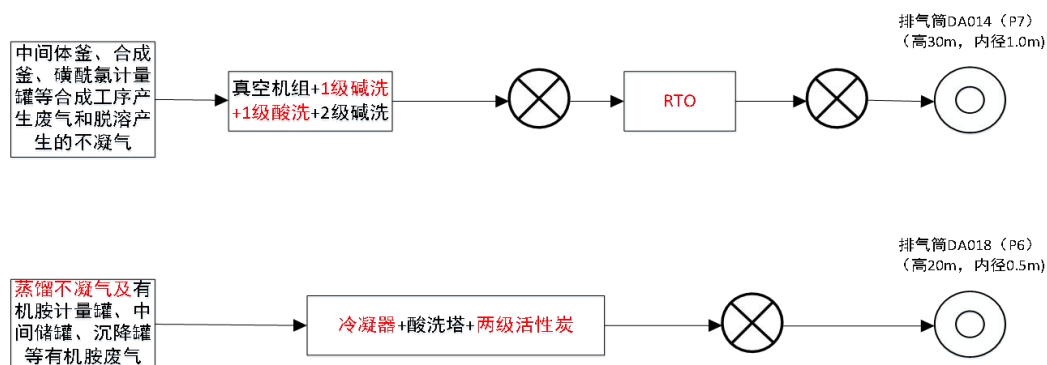 排气筒DA014（P7）
（高30m，内径1.0m）
中间体釜、合成
釜、磺酰氯计量
罐等合成工序产
生废气和脱溶产
生的不凝气
真空机组+1级碱洗
+1级酸洗+2级碱洗
RTO
排气筒DA018（P6）
（高20m，内径0.5m）
蒸馏不凝气及有
机胺计量罐、中
间储罐、沉降罐
等有机胺废气
冷凝器+酸洗塔+两级活性炭